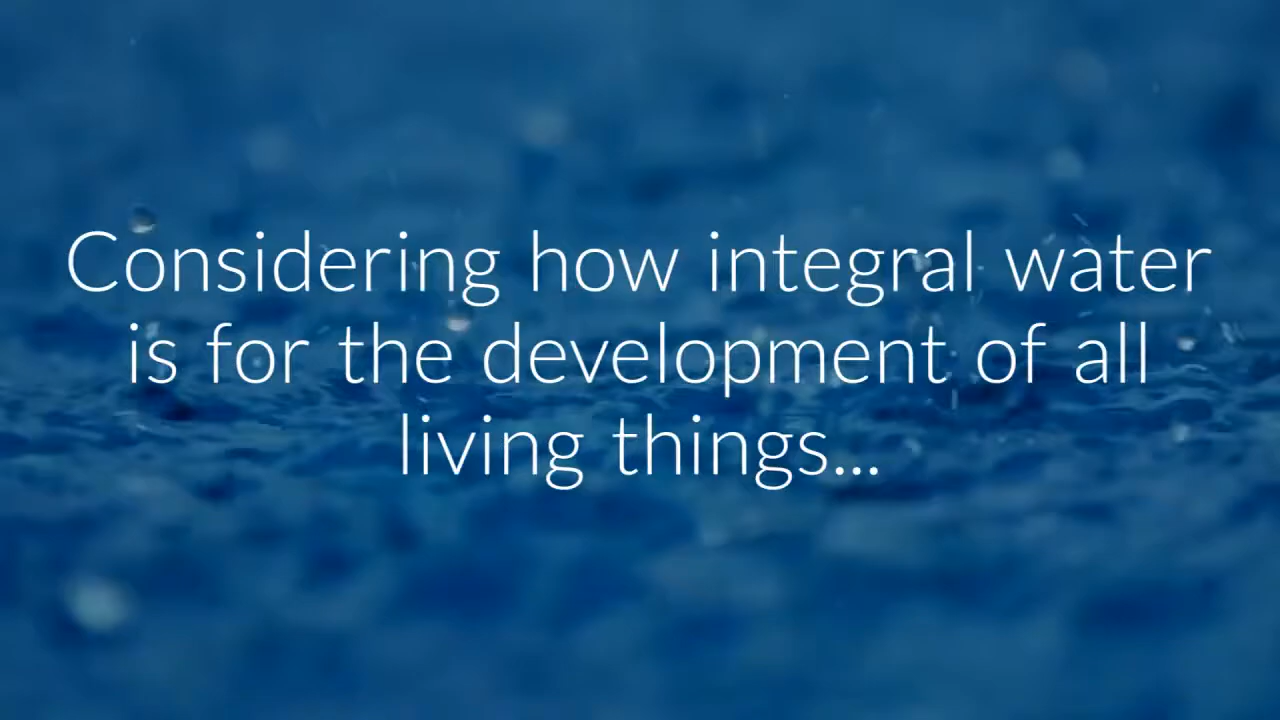 Considering how integral water
is for the development of all
living things...